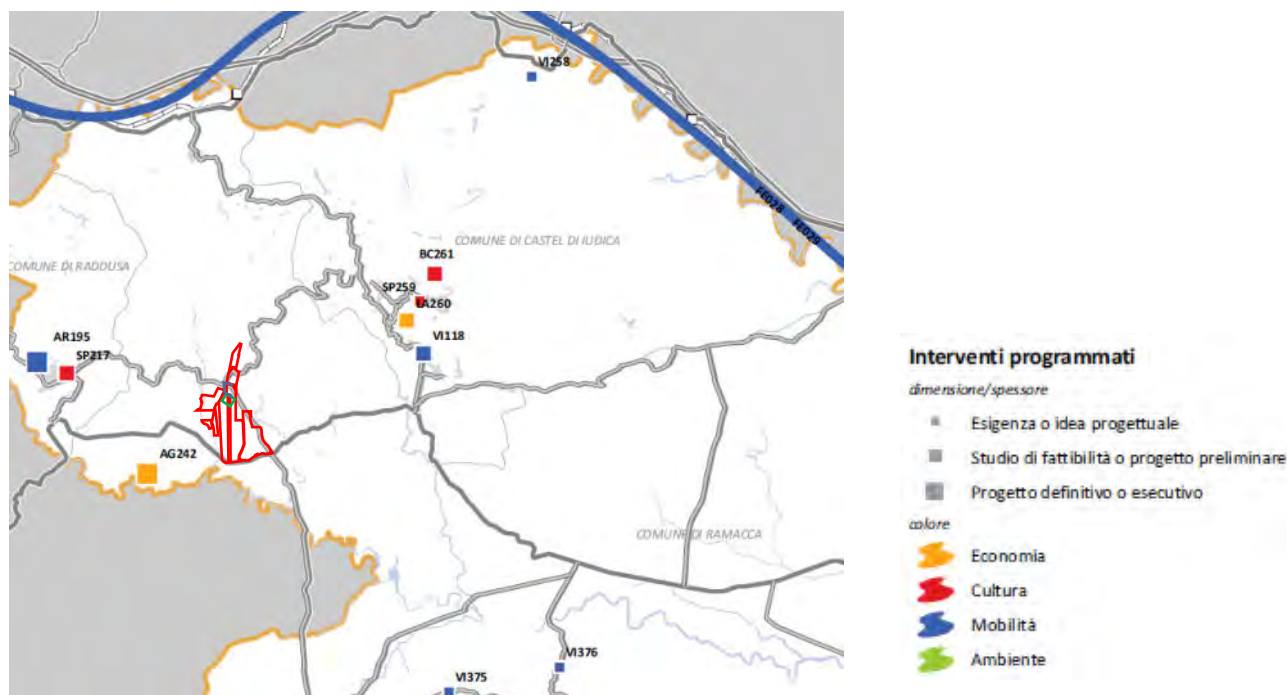 VI258
FE028
FE029
COMUNE DI CASTEL DI IUDICA
BC261
COMUNE DI RADDUSA
SP259
LA260
AR195
VI118
SP217
AG242
COMUNE DI RAMACCA
VI376
VI375
Interventi programmati
dimensione/spessore
Esigenza o idea progettuale
Studio di fattibilità o progetto preliminare
Progetto definitivo o esecutivo
colore
Economia
Cultura
Mobilità
Ambiente